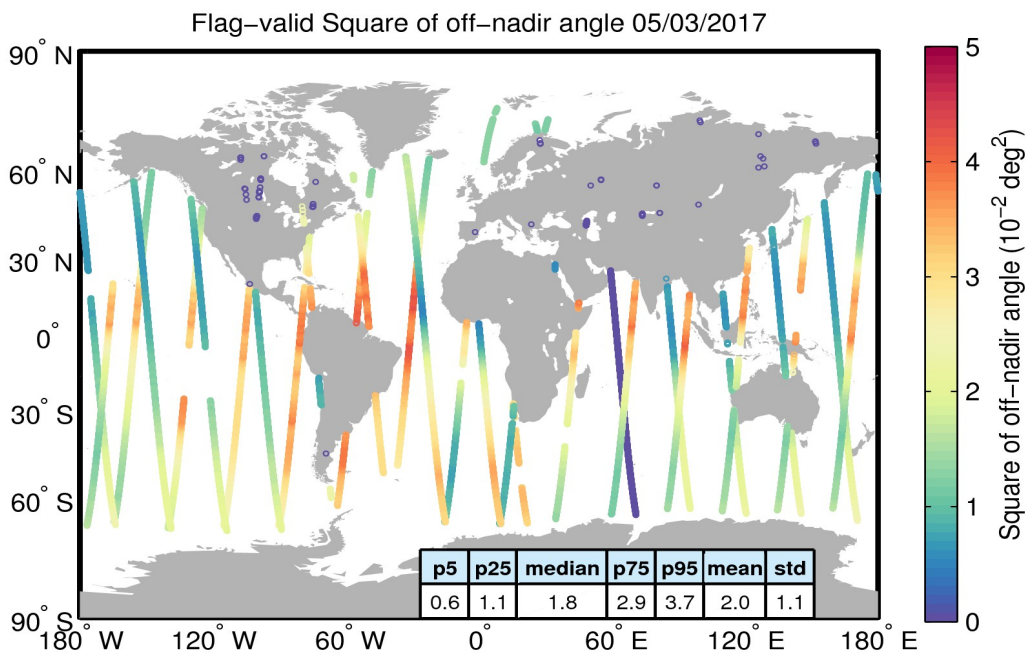 Flag−valid Square of off−nadir angle 05/03/2017
90° N
60° N
30° N
0°
30° S
60° S
90° S
180° W
120° W
60° W
0°
60° E
120° E
180° E
p5 p25 median p75 p95 mean std
0.6 1.1 1.8 2.9 3.7 2.0 1.1
5
4
3
2
1
0
Square of off−nadir angle (10⁻² deg²)